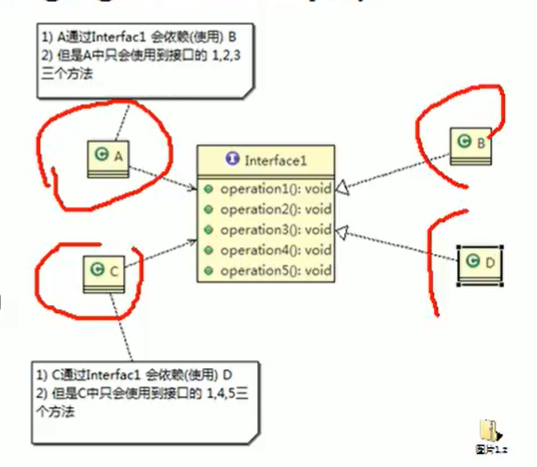 1) A通过Interfac1 会依赖(使用) B
2) 但是A中只会使用到接口的 1,2,3
三个方法
C A
C B
I Interface1
operation1(): void
operation2(): void
operation3(): void
operation4(): void
operation5(): void
C C
C D
1) C通过Interfac1 会依赖(使用) D
2) 但是C中只会使用到接口的 1,4,5三
个方法
图片1.z